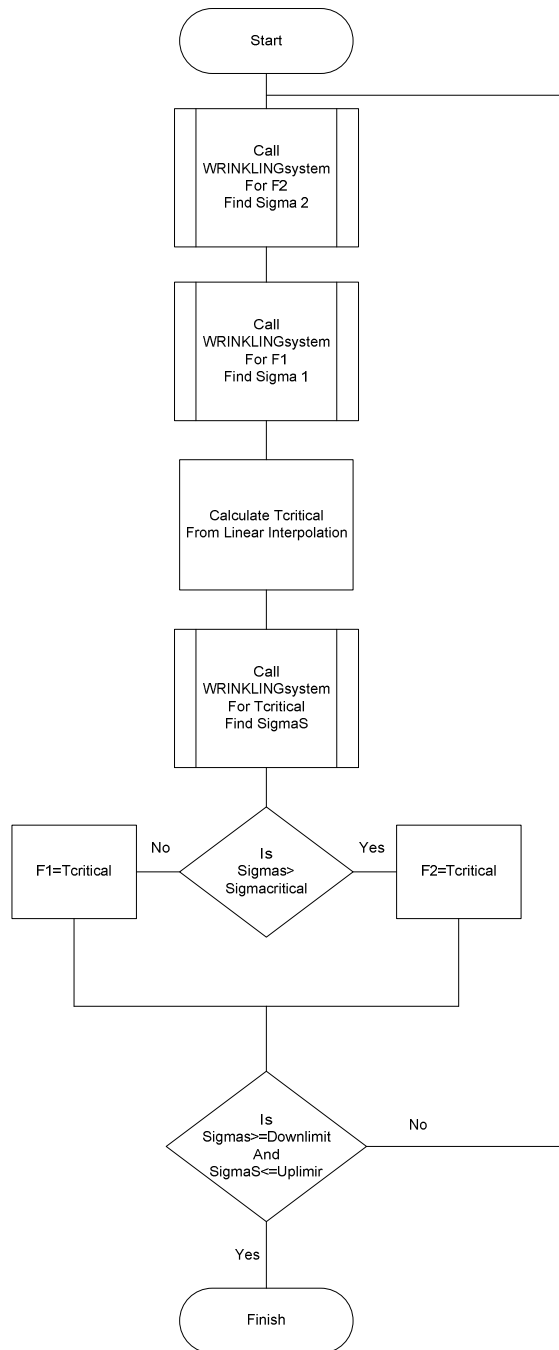 Start
Call
WRINKLINGsystem
For F2
Find Sigma 2
Call
WRINKLINGsystem
For F1
Find Sigma 1
Calculate Tcritical
From Linear Interpolation
Call
WRINKLINGsystem
For Tcritical
Find SigmaS
No
Is
Sigmas>
Sigmacritical
Yes
F1=Tcritical
F2=Tcritical
Is
Sigmas>=Downlimit
And
SigmaS<=Uplimir
No
Yes
Finish